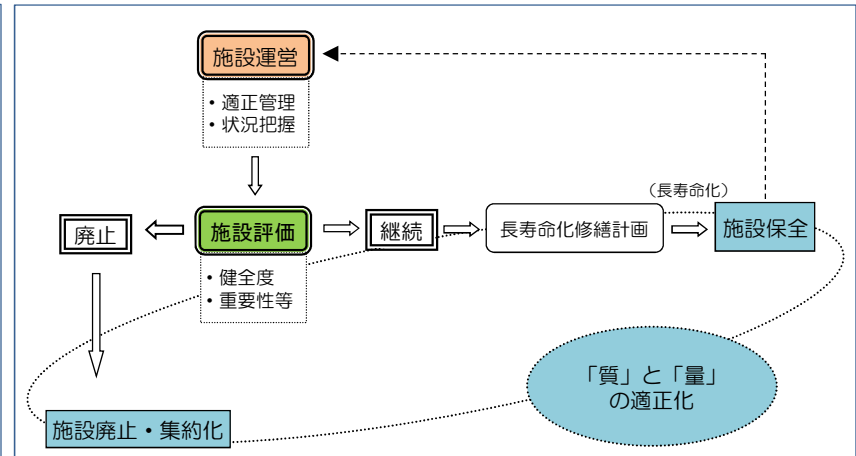 施設運営
・適正管理
・状況把握
（長寿命化）
廃止
施設評価
継続
長寿命化修繕計画
施設保全
・健全度
・重要性等
「質」と「量」
の適正化
施設廃止・集約化